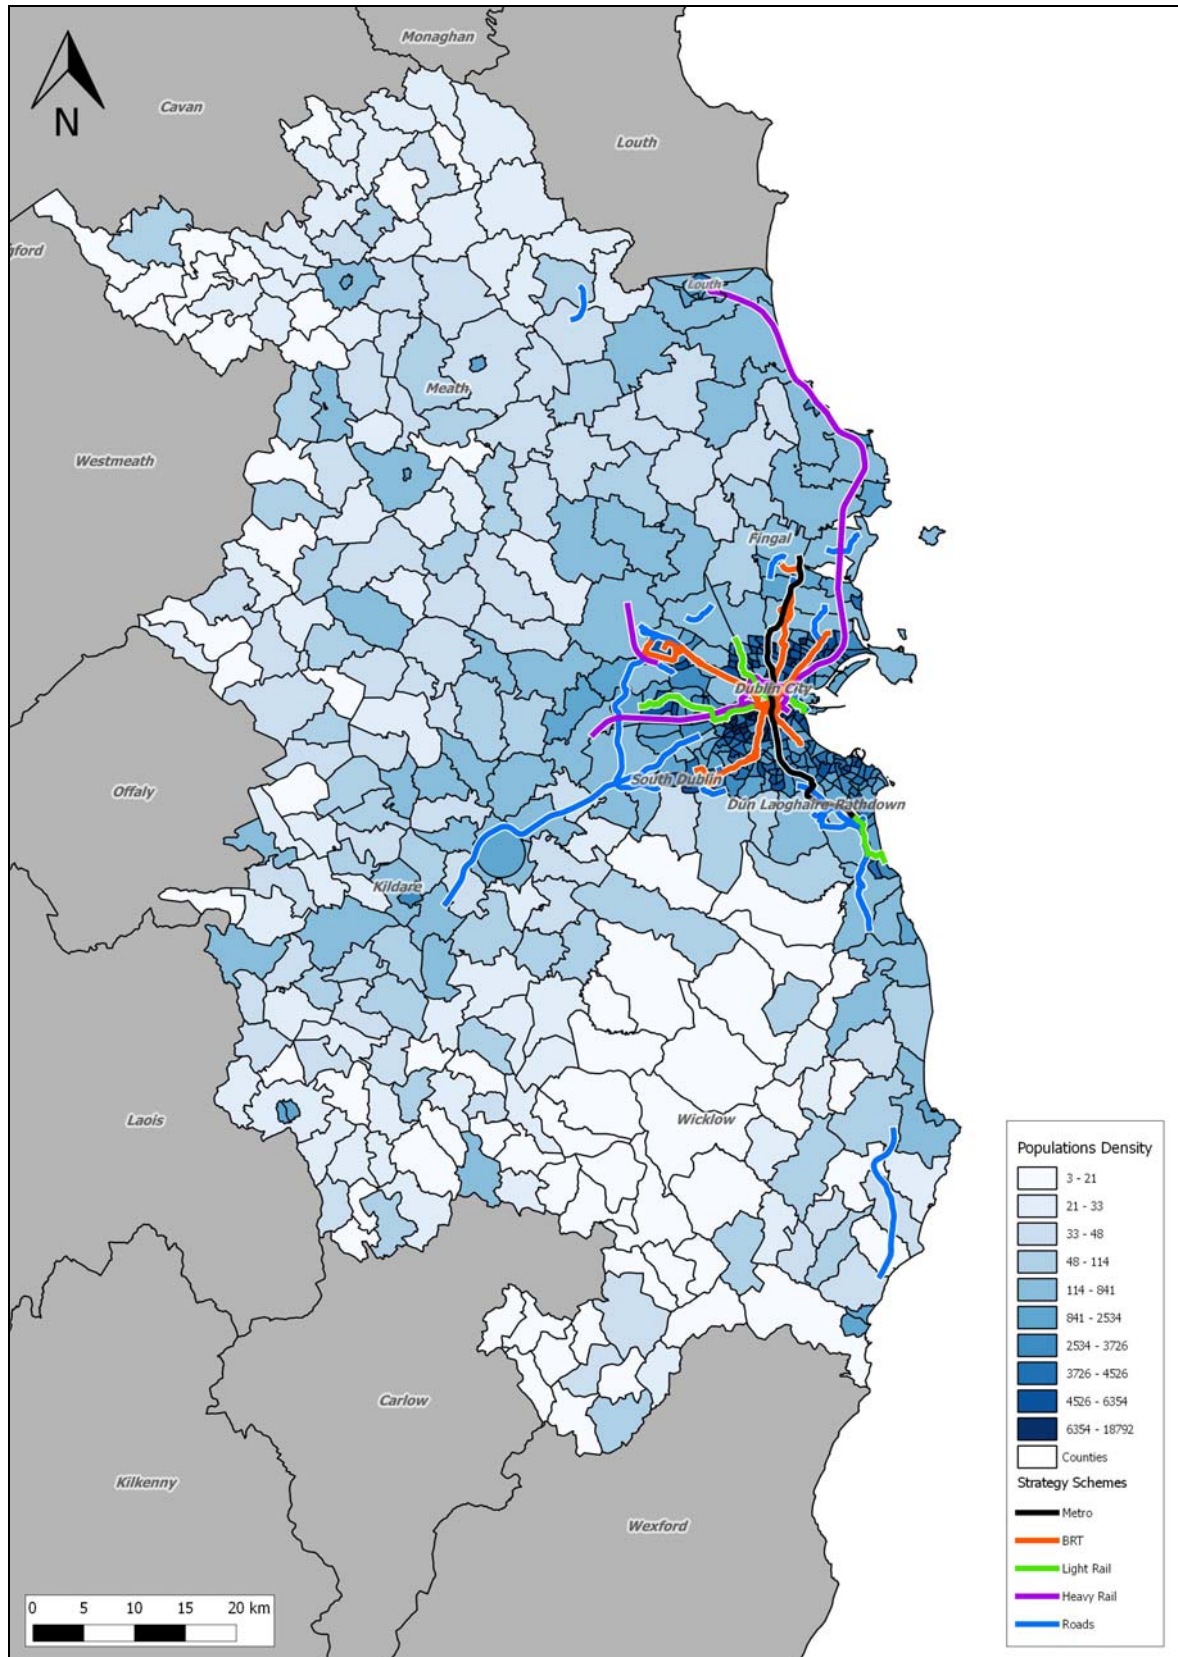 Monaghan
Cavan
N
Louth
gford
Louth
Meath
Westmeath
Fingal
Dublin City
South Dublin
Offaly
Dun Laoghaire-Rathdown
Kildare
Laois
Wicklow
Carlow
Kilkenny
Wexford
Populations Density
3 - 21
21 - 33
33 - 48
48 - 114
114 - 841
841 - 2534
2534 - 3726
3726 - 4526
4526 - 6354
6354 - 18792
Counties
Strategy Schemes
Metro
BRT
Light Rail
Heavy Rail
Roads
0 5 10 15 20 km